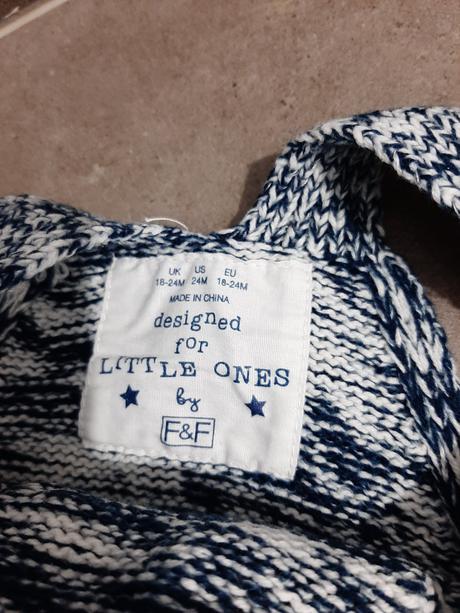 UK US EU
18-24M 24M 18-24M
MADE IN CHINA
designed
for
LITTLE ONES
by
F&F